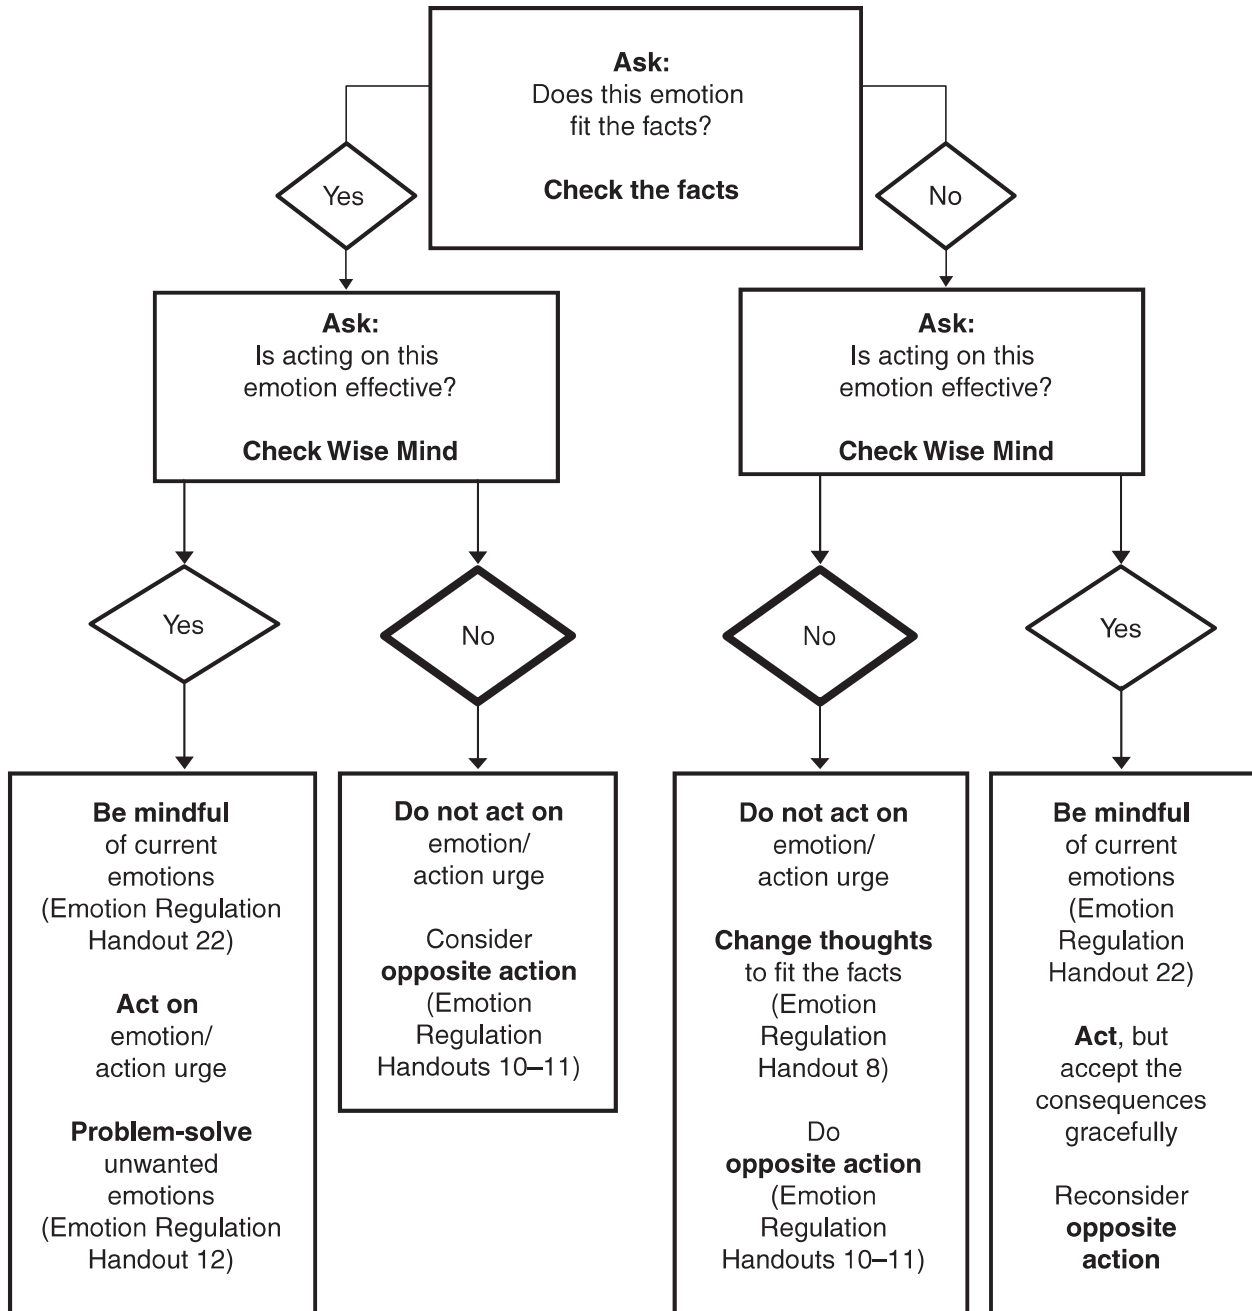 Ask:
Does this emotion
fit the facts?
Check the facts
Yes
No
Ask:
Is acting on this
emotion effective?
Check Wise Mind
Ask:
Is acting on this
emotion effective?
Check Wise Mind
Yes
No
No
Yes
Be mindful
of current
emotions
(Emotion Regulation
Handout 22)
Act on
emotion/
action urge
Problem-solve
unwanted
emotions
(Emotion Regulation
Handout 12)
Do not act on
emotion/
action urge
Consider
opposite action
(Emotion
Regulation
Handouts 10–11)
Do not act on
emotion/
action urge
Change thoughts
to fit the facts
(Emotion
Regulation
Handout 8)
Do
opposite action
(Emotion
Regulation
Handouts 10–11)
Be mindful
of current
emotions
(Emotion
Regulation
Handout 22)
Act, but
accept the
consequences
gracefully
Reconsider
opposite
action